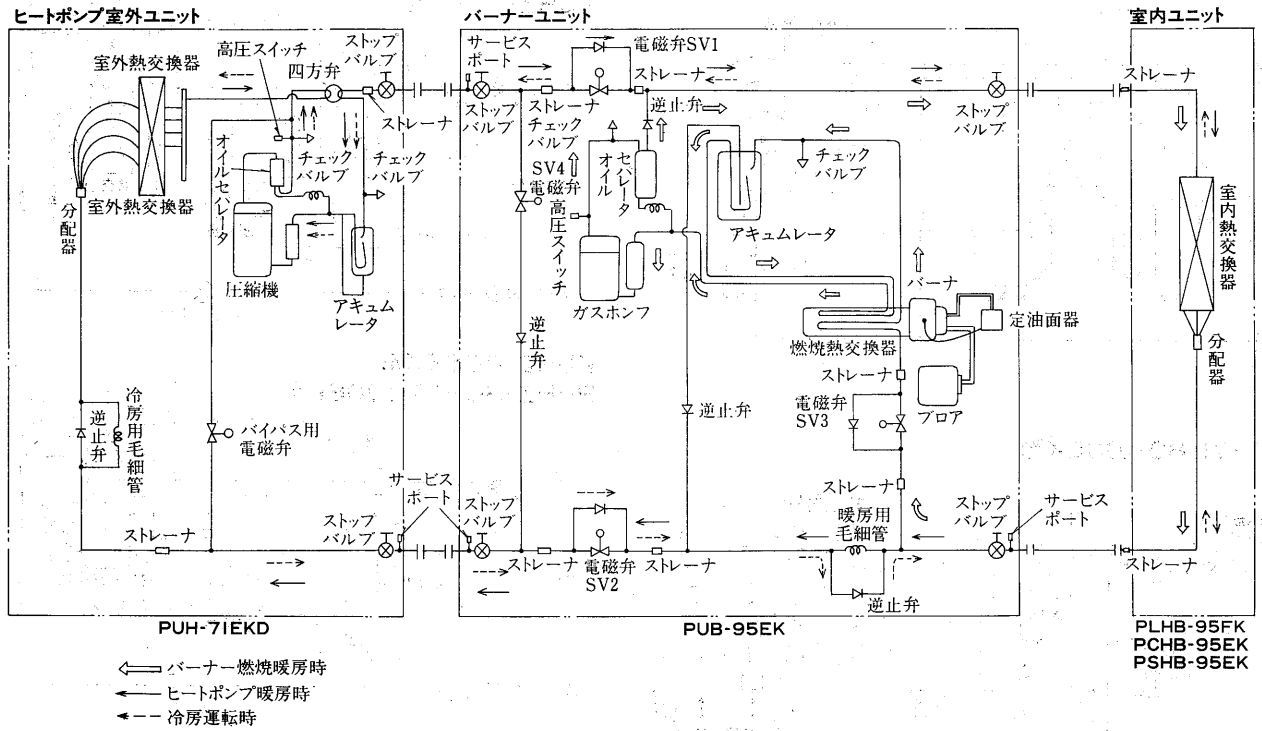 ヒートポンプ室外ユニット
室外熱交換器
高圧スイッチ
四方弁
ストップ
バルブ
ストレーナ
オイルセパレータ
チェック
バルブ
チェック
バルブ
室外熱交換器
分配器
圧縮機
アキュム
レータ
逆止弁
冷房用毛細管
バイパス用
電磁弁
ストレーナ
ストップ
バルブ
サービス
ポート
PUH-71EKD
バーナーユニット
サービス
ポート
電磁弁SV1
ストップ
バルブ
ストレーナ
ストレーナ
チェック
バルブ
逆止弁
SV4
電磁弁
高圧スイッチ
オイル
セパレータ
ガスポンプ
アキュムレータ
チェック
バルブ
ストップ
バルブ
バーナ
定油面器
燃焼熱交換器
ストレーナ
ブロア
電磁弁
SV3
逆止弁
逆止弁
ストレーナ
ストップ
バルブ
ストレーナ
電磁弁
SV2
ストレーナ
暖房用
毛細管
逆止弁
ストップ
バルブ
サービス
ポート
PUB-95EK
室内ユニット
ストレーナ
室内熱交換器
分配器
ストレーナ
PLHB-95FK
PCHB-95EK
PSHB-95EK
バーナー燃焼暖房時
ヒートポンプ暖房時
冷房運転時